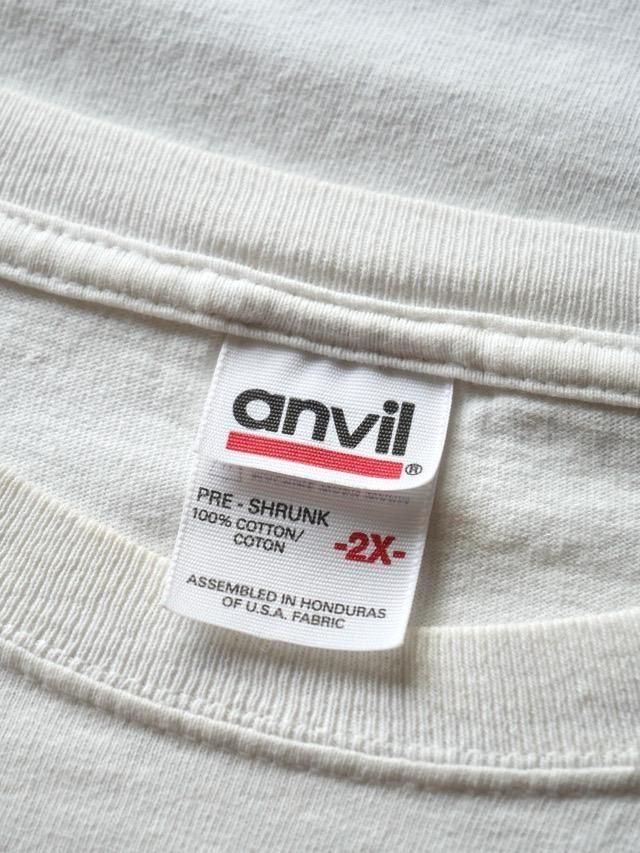 anvil®
PRE - SHRUNK
100% COTTON/
COTON
-2X-
ASSEMBLED IN HONDURAS
OF U.S.A. FABRIC